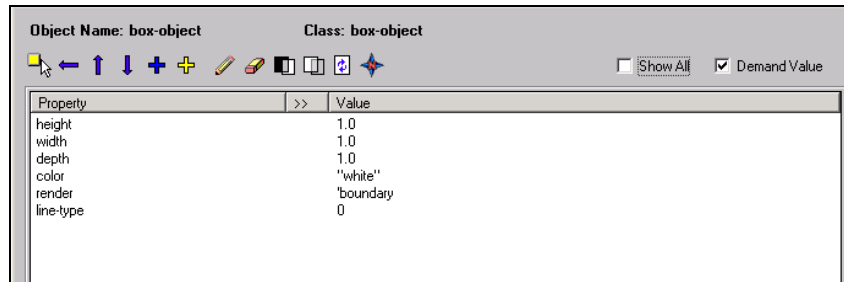 Object Name: box-object Class: box-object
Show All Demand Value
Property >> Value
height 1.0
width 1.0
depth 1.0
color "white"
render 'boundary
line-type 0